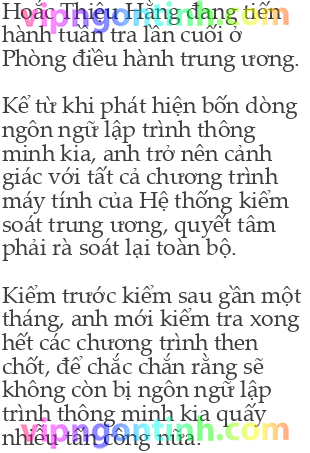 vipngontinh.com
Hoắc Thiệu Hằng đang tiến
hành tuần tra lần cuối ở
Phòng điều hành trung ương.
Kể từ khi phát hiện bốn dòng
ngôn ngữ lập trình thông
minh kia, anh trở nên cảnh
giác với tất cả chương trình
máy tính của Hệ thống kiểm
soát trung ương, quyết tâm
phải rà soát lại toàn bộ.
Kiểm trước kiểm sau gần một
tháng, anh mới kiểm tra xong
hết các chương trình then
chốt, để chắc chắn rằng sẽ
không còn bị ngôn ngữ lập
trình thông minh kia quấy
nhiễu tấn công nữa.
vipngontinh.com